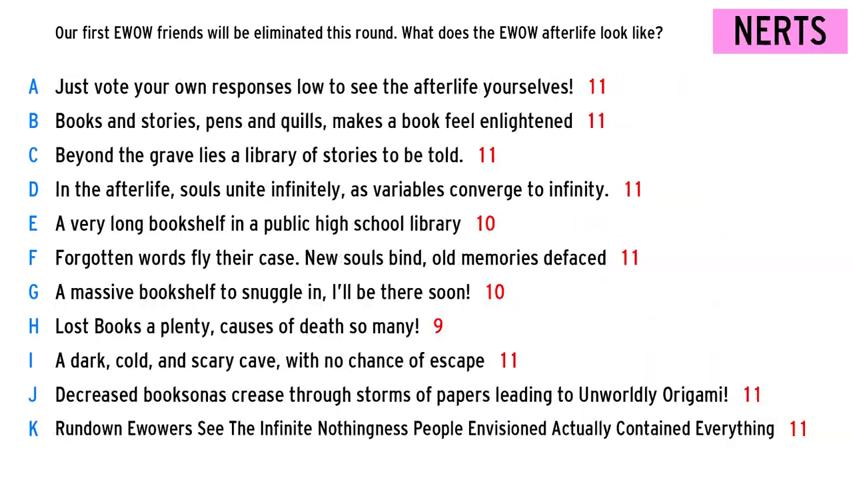 Our first EWOW friends will be eliminated this round. What does the EWOW afterlife look like?
NERTS
A Just vote your own responses low to see the afterlife yourselves! 11
B Books and stories, pens and quills, makes a book feel enlightened 11
C Beyond the grave lies a library of stories to be told. 11
D In the afterlife, souls unite infinitely, as variables converge to infinity. 11
E A very long bookshelf in a public high school library 10
F Forgotten words fly their case. New souls bind, old memories defaced 11
G A massive bookshelf to snuggle in, I'll be there soon! 10
H Lost Books a plenty, causes of death so many! 9
I A dark, cold, and scary cave, with no chance of escape 11
J Decreased booksonas crease through storms of papers leading to Unworldly Origami! 11
K Rundown Ewowers See The Infinite Nothingness People Envisioned Actually Contained Everything 11